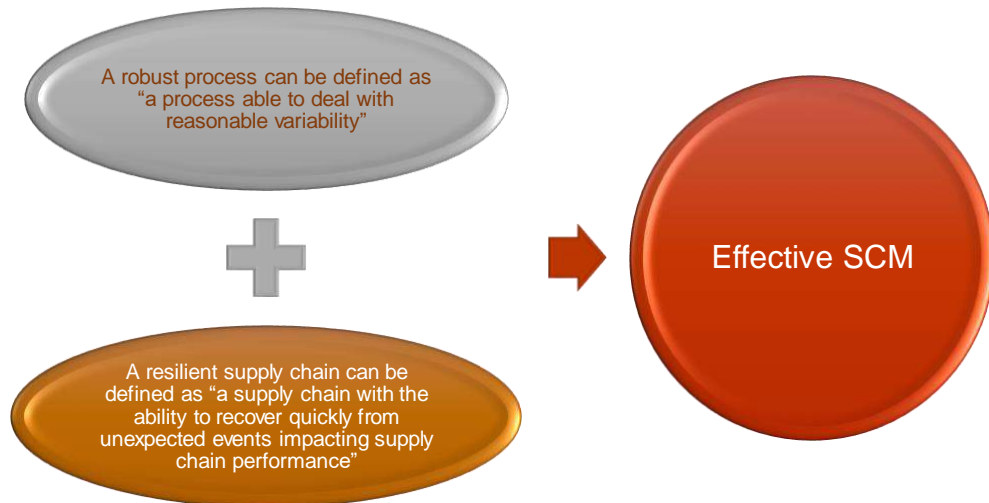 A robust process can be defined as
“a process able to deal with
reasonable variability”
A resilient supply chain can be
defined as “a supply chain with the
ability to recover quickly from
unexpected events impacting supply
chain performance”
Effective SCM